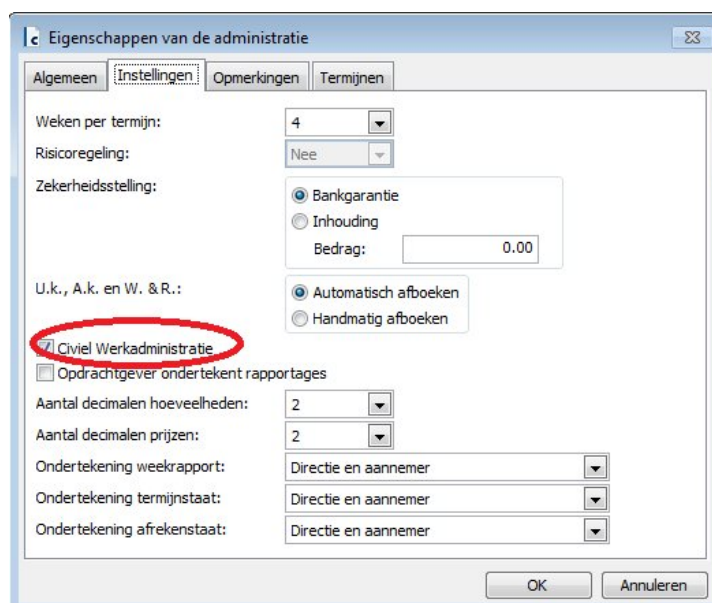 c Eigenschappen van de administratie
Algemeen Instellingen Opmerkingen Termijnen
Weken per termijn: 4
Risicoregeling: Nee
Zekerheidsstelling: Bankgarantie
Inhouding
Bedrag: 0.00
U.k., A.k. en W. & R.: Automatisch afboeken
Handmatig afboeken
Civiel Werkadministratie
Opdrachtgever ondertekent rapportages
Aantal decimalen hoeveelheden: 2
Aantal decimalen prijzen: 2
Ondertekening weekrapport: Directie en aannemer
Ondertekening termijnstaat: Directie en aannemer
Ondertekening afrekenstaat: Directie en aannemer
OK Annuleren